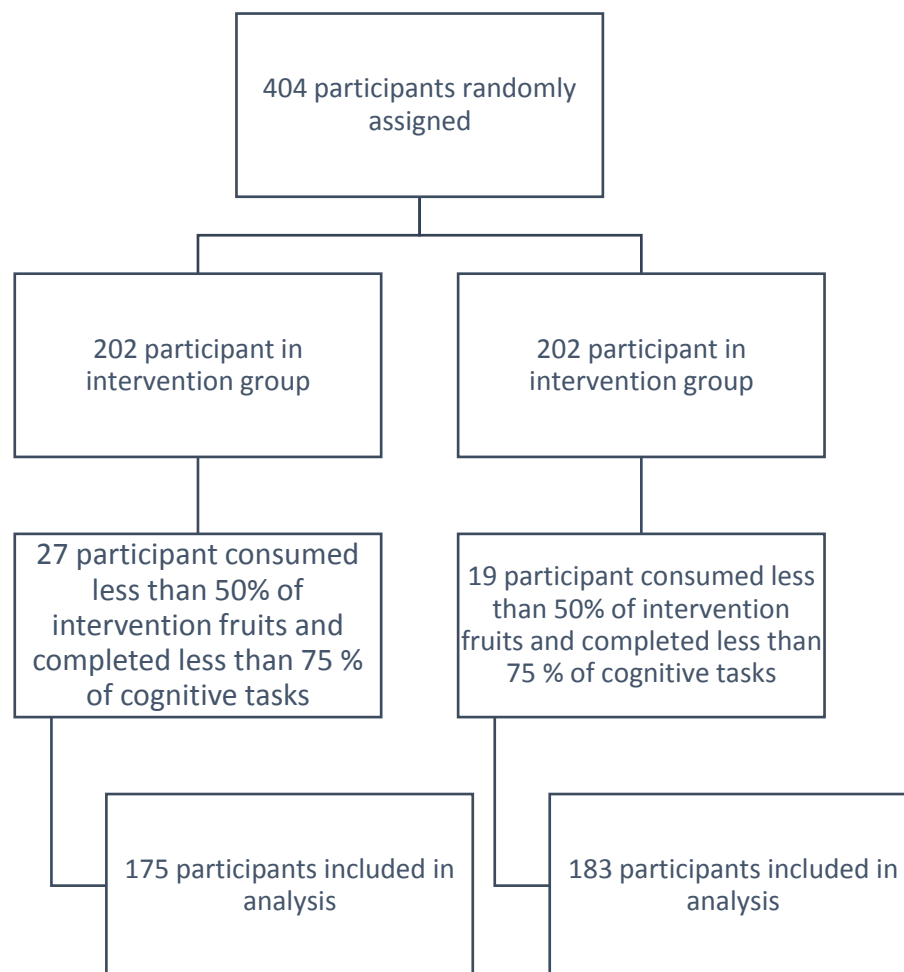 404 participants randomly
assigned
202 participant in
intervention group
202 participant in
intervention group
27 participant consumed
less than 50% of
intervention fruits and
completed less than 75 %
of cognitive tasks
19 participant consumed less
than 50% of intervention
fruits and completed less than
75 % of cognitive tasks
175 participants included in
analysis
183 participants included in
analysis